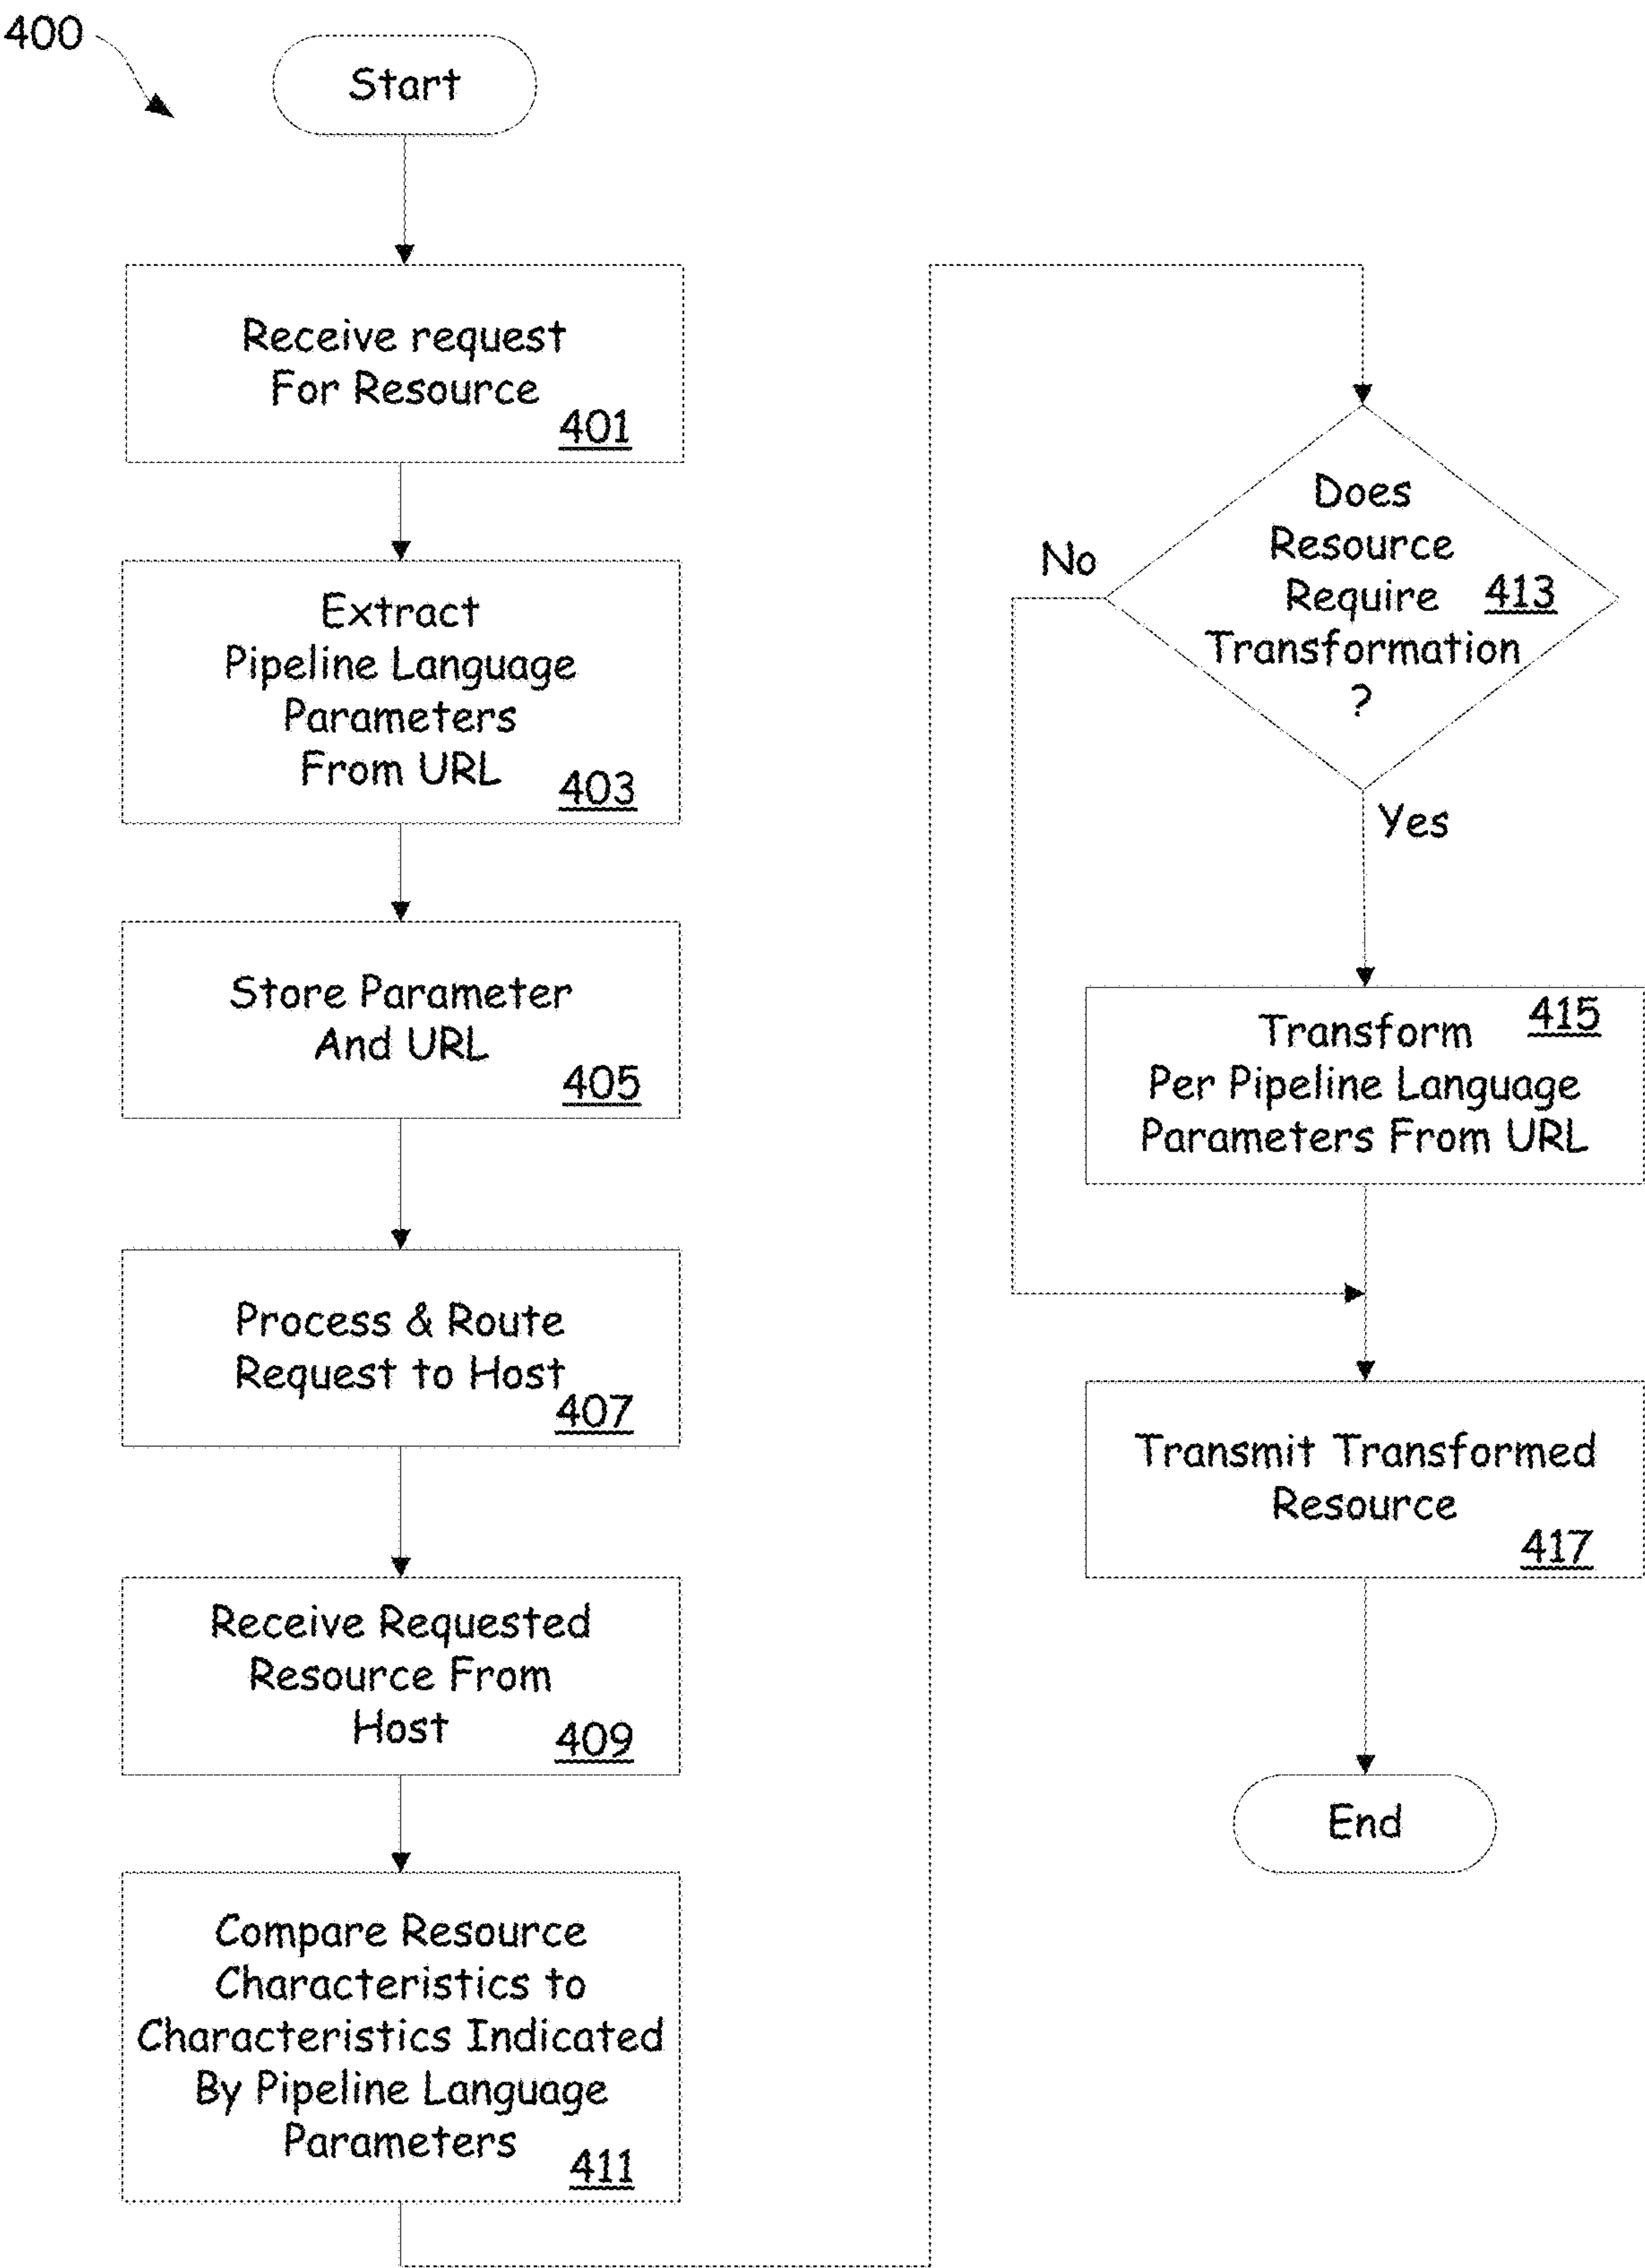 400
Start
Receive request
For Resource
401
Extract
Pipeline Language
Parameters
From URL
403
Store Parameter
And URL
405
Process & Route
Request to Host
407
Receive Requested
Resource From
Host
409
Compare Resource
Characteristics to
Characteristics Indicated
By Pipeline Language
Parameters
411
Does
Resource
Require 413
Transformation
?
No
Yes
415
Transform
Per Pipeline Language
Parameters From URL
Transmit Transformed
Resource
417
End